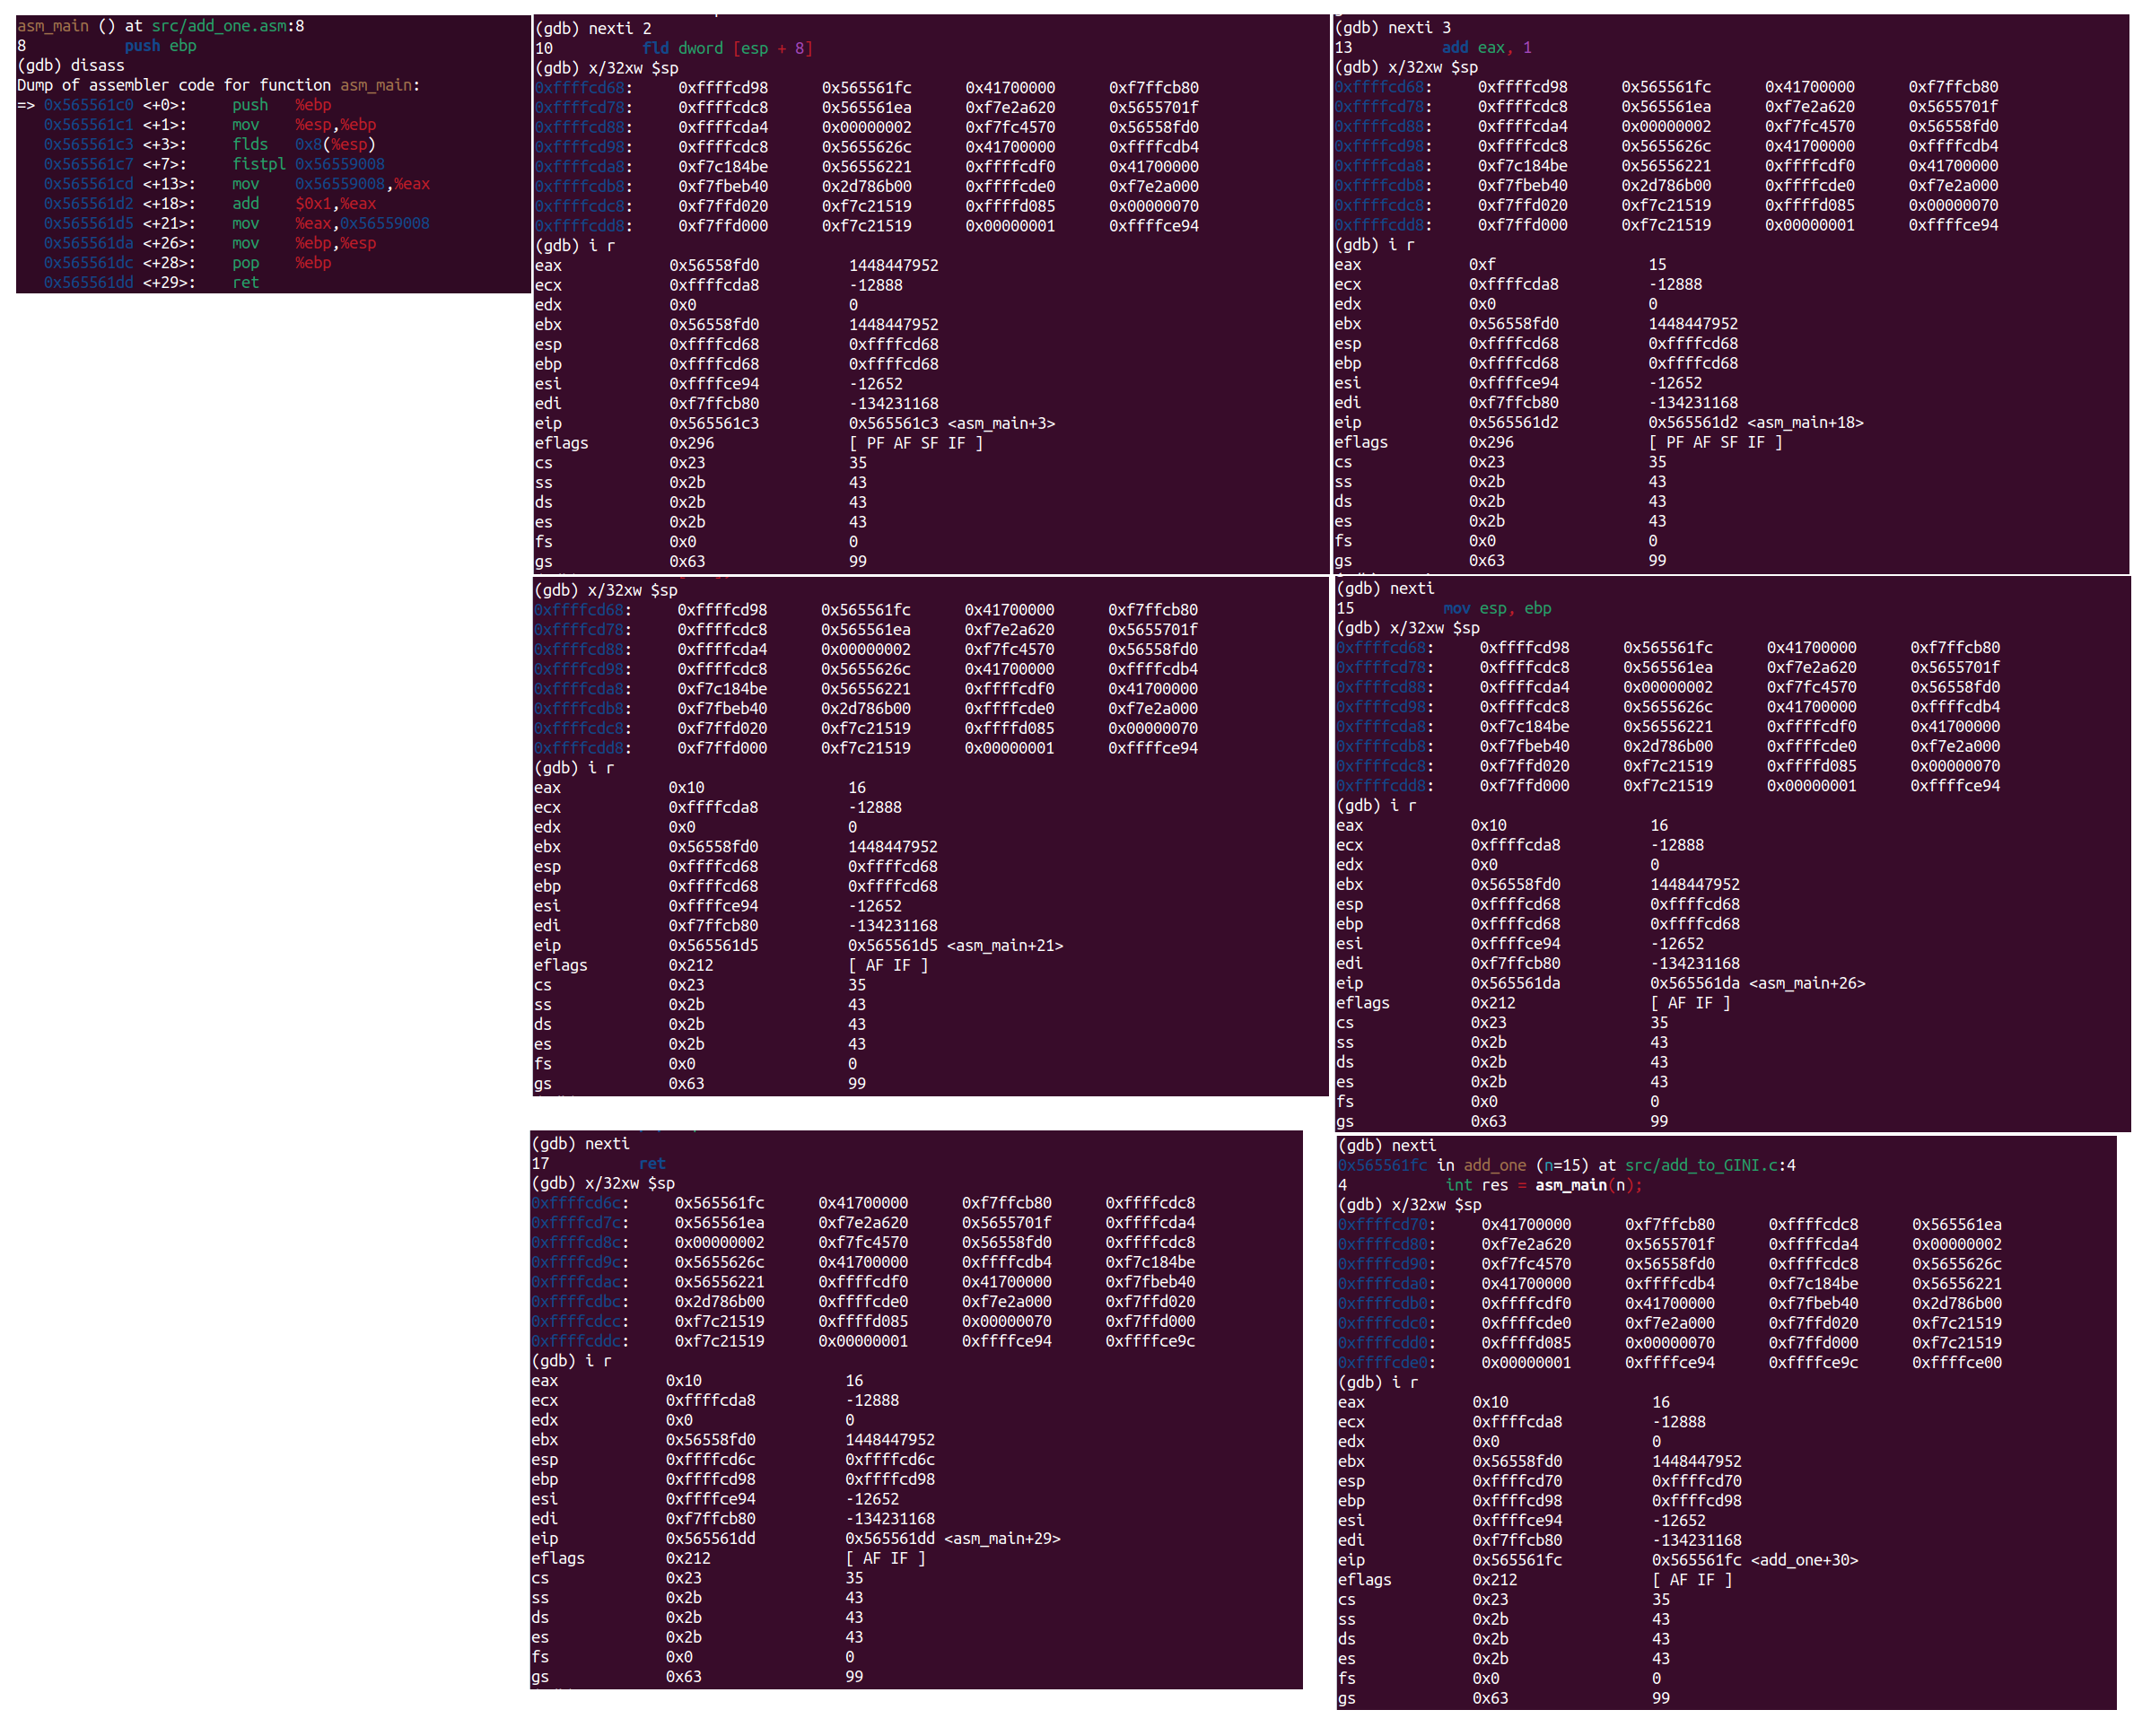 asm_main () at src/add_one.asm:8
8 push ebp
(gdb) disass
Dump of assembler code for function asm_main:
=> 0x565561c0 <+0>: push %ebp
0x565561c1 <+1>: mov %esp,%ebp
0x565561c3 <+3>: flds 0x8(%esp)
0x565561c7 <+7>: fistpl 0x56559008
0x565561cd <+13>: mov 0x56559008,%eax
0x565561d2 <+18>: add $0x1,%eax
0x565561d5 <+21>: mov %eax,0x56559008
0x565561da <+26>: mov %ebp,%esp
0x565561dc <+28>: pop %ebp
0x565561dd <+29>: ret
(gdb) nexti 2
10 fld dword [esp + 8]
(gdb) x/32xw $sp
0xffffcd68: 0xffffcd98 0x565561fc 0x41700000 0xf7ffcb80
0xffffcd78: 0xffffcdc8 0x565561ea 0xf7e2a620 0x5655701f
0xffffcd88: 0xffffcda4 0x00000002 0xf7fc4570 0x56558fd0
0xffffcd98: 0xffffcdc8 0x5655626c 0x41700000 0xffffcdb4
0xffffcda8: 0xf7c184be 0x56556221 0xffffcdf0 0x41700000
0xffffcdb8: 0xf7fbeb40 0x2d786b00 0xffffcde0 0xf7e2a000
0xffffcdc8: 0xf7ffd020 0xf7c21519 0xffffd085 0x00000070
0xffffcdd8: 0xf7ffd000 0xf7c21519 0x00000001 0xffffce94
(gdb) i r
eax 0x56558fd0 1448447952
ecx 0xffffcda8 -12888
edx 0x0 0
ebx 0x56558fd0 1448447952
esp 0xffffcd68 0xffffcd68
ebp 0xffffcd68 0xffffcd68
esi 0xffffce94 -12652
edi 0xf7ffcb80 -134231168
eip 0x565561c3 0x565561c3 <asm_main+3>
eflags 0x296 [ PF AF SF IF ]
cs 0x23 35
ss 0x2b 43
ds 0x2b 43
es 0x2b 43
fs 0x0 0
gs 0x63 99
(gdb) nexti 3
13 add eax, 1
(gdb) x/32xw $sp
0xffffcd68: 0xffffcd98 0x565561fc 0x41700000 0xf7ffcb80
0xffffcd78: 0xffffcdc8 0x565561ea 0xf7e2a620 0x5655701f
0xffffcd88: 0xffffcda4 0x00000002 0xf7fc4570 0x56558fd0
0xffffcd98: 0xffffcdc8 0x5655626c 0x41700000 0xffffcdb4
0xffffcda8: 0xf7c184be 0x56556221 0xffffcdf0 0x41700000
0xffffcdb8: 0xf7fbeb40 0x2d786b00 0xffffcde0 0xf7e2a000
0xffffcdc8: 0xf7ffd020 0xf7c21519 0xffffd085 0x00000070
0xffffcdd8: 0xf7ffd000 0xf7c21519 0x00000001 0xffffce94
(gdb) i r
eax 0xf 15
ecx 0xffffcda8 -12888
edx 0x0 0
ebx 0x56558fd0 1448447952
esp 0xffffcd68 0xffffcd68
ebp 0xffffcd68 0xffffcd68
esi 0xffffce94 -12652
edi 0xf7ffcb80 -134231168
eip 0x565561d2 0x565561d2 <asm_main+18>
eflags 0x296 [ PF AF SF IF ]
cs 0x23 35
ss 0x2b 43
ds 0x2b 43
es 0x2b 43
fs 0x0 0
gs 0x63 99
(gdb) x/32xw $sp
0xffffcd68: 0xffffcd98 0x565561fc 0x41700000 0xf7ffcb80
0xffffcd78: 0xffffcdc8 0x565561ea 0xf7e2a620 0x5655701f
0xffffcd88: 0xffffcda4 0x00000002 0xf7fc4570 0x56558fd0
0xffffcd98: 0xffffcdc8 0x5655626c 0x41700000 0xffffcdb4
0xffffcda8: 0xf7c184be 0x56556221 0xffffcdf0 0x41700000
0xffffcdb8: 0xf7fbeb40 0x2d786b00 0xffffcde0 0xf7e2a000
0xffffcdc8: 0xf7ffd020 0xf7c21519 0xffffd085 0x00000070
0xffffcdd8: 0xf7ffd000 0xf7c21519 0x00000001 0xffffce94
(gdb) i r
eax 0x10 16
ecx 0xffffcda8 -12888
edx 0x0 0
ebx 0x56558fd0 1448447952
esp 0xffffcd68 0xffffcd68
ebp 0xffffcd68 0xffffcd68
esi 0xffffce94 -12652
edi 0xf7ffcb80 -134231168
eip 0x565561d5 0x565561d5 <asm_main+21>
eflags 0x212 [ AF IF ]
cs 0x23 35
ss 0x2b 43
ds 0x2b 43
es 0x2b 43
fs 0x0 0
gs 0x63 99
(gdb) nexti
15 mov esp, ebp
(gdb) x/32xw $sp
0xffffcd68: 0xffffcd98 0x565561fc 0x41700000 0xf7ffcb80
0xffffcd78: 0xffffcdc8 0x565561ea 0xf7e2a620 0x5655701f
0xffffcd88: 0xffffcda4 0x00000002 0xf7fc4570 0x56558fd0
0xffffcd98: 0xffffcdc8 0x5655626c 0x41700000 0xffffcdb4
0xffffcda8: 0xf7c184be 0x56556221 0xffffcdf0 0x41700000
0xffffcdb8: 0xf7fbeb40 0x2d786b00 0xffffcde0 0xf7e2a000
0xffffcdc8: 0xf7ffd020 0xf7c21519 0xffffd085 0x00000070
0xffffcdd8: 0xf7ffd000 0xf7c21519 0x00000001 0xffffce94
(gdb) i r
eax 0x10 16
ecx 0xffffcda8 -12888
edx 0x0 0
ebx 0x56558fd0 1448447952
esp 0xffffcd68 0xffffcd68
ebp 0xffffcd68 0xffffcd68
esi 0xffffce94 -12652
edi 0xf7ffcb80 -134231168
eip 0x565561da 0x565561da <asm_main+26>
eflags 0x212 [ AF IF ]
cs 0x23 35
ss 0x2b 43
ds 0x2b 43
es 0x2b 43
fs 0x0 0
gs 0x63 99
(gdb) nexti
17 ret
(gdb) x/32xw $sp
0xffffcd6c: 0x565561fc 0x41700000 0xf7ffcb80 0xffffcdc8
0xffffcd7c: 0x565561ea 0xf7e2a620 0x5655701f 0xffffcda4
0xffffcd8c: 0x00000002 0xf7fc4570 0x56558fd0 0xffffcdc8
0xffffcd9c: 0x5655626c 0x41700000 0xffffcdb4 0xf7c184be
0xffffcdac: 0x56556221 0xffffcdf0 0x41700000 0xf7fbeb40
0xffffcdbc: 0x2d786b00 0xffffcde0 0xf7e2a000 0xf7ffd020
0xffffcdcc: 0xf7c21519 0xffffd085 0x00000070 0xf7ffd000
0xffffcddc: 0xf7c21519 0x00000001 0xffffce94 0xffffce9c
(gdb) i r
eax 0x10 16
ecx 0xffffcda8 -12888
edx 0x0 0
ebx 0x56558fd0 1448447952
esp 0xffffcd6c 0xffffcd6c
ebp 0xffffcd98 0xffffcd98
esi 0xffffce94 -12652
edi 0xf7ffcb80 -134231168
eip 0x565561dd 0x565561dd <asm_main+29>
eflags 0x212 [ AF IF ]
cs 0x23 35
ss 0x2b 43
ds 0x2b 43
es 0x2b 43
fs 0x0 0
gs 0x63 99
(gdb) nexti
0x565561fc in add_one (n=15) at src/add_to_GINI.c:4
4 int res = asm_main(n);
(gdb) x/32xw $sp
0xffffcd70: 0x41700000 0xf7ffcb80 0xffffcdc8 0x565561ea
0xffffcd80: 0xf7e2a620 0x5655701f 0xffffcda4 0x00000002
0xffffcd90: 0xf7fc4570 0x56558fd0 0xffffcdc8 0x5655626c
0xffffcda0: 0x41700000 0xffffcdb4 0xf7c184be 0x56556221
0xffffcdb0: 0xffffcdf0 0x41700000 0xf7fbeb40 0x2d786b00
0xffffcdc0: 0xffffcde0 0xf7e2a000 0xf7ffd020 0xf7c21519
0xffffcdd0: 0xffffd085 0x00000070 0xf7ffd000 0xf7c21519
0xffffcde0: 0x00000001 0xffffce94 0xffffce9c 0xffffce00
(gdb) i r
eax 0x10 16
ecx 0xffffcda8 -12888
edx 0x0 0
ebx 0x56558fd0 1448447952
esp 0xffffcd70 0xffffcd70
ebp 0xffffcd98 0xffffcd98
esi 0xffffce94 -12652
edi 0xf7ffcb80 -134231168
eip 0x565561fc 0x565561fc <add_one+30>
eflags 0x212 [ AF IF ]
cs 0x23 35
ss 0x2b 43
ds 0x2b 43
es 0x2b 43
fs 0x0 0
gs 0x63 99